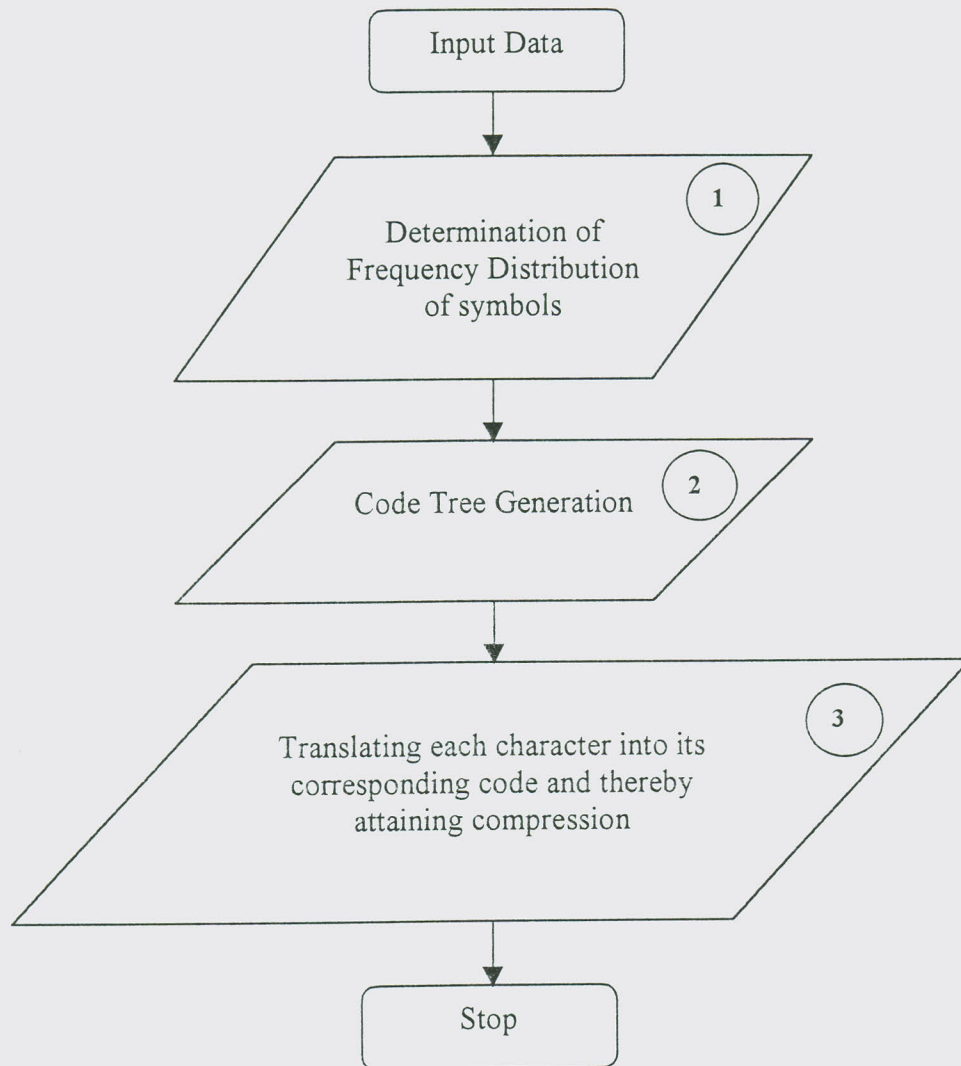 Input Data
1
Determination of
Frequency Distribution
of symbols
2
Code Tree Generation
3
Translating each character into its
corresponding code and thereby
attaining compression
Stop